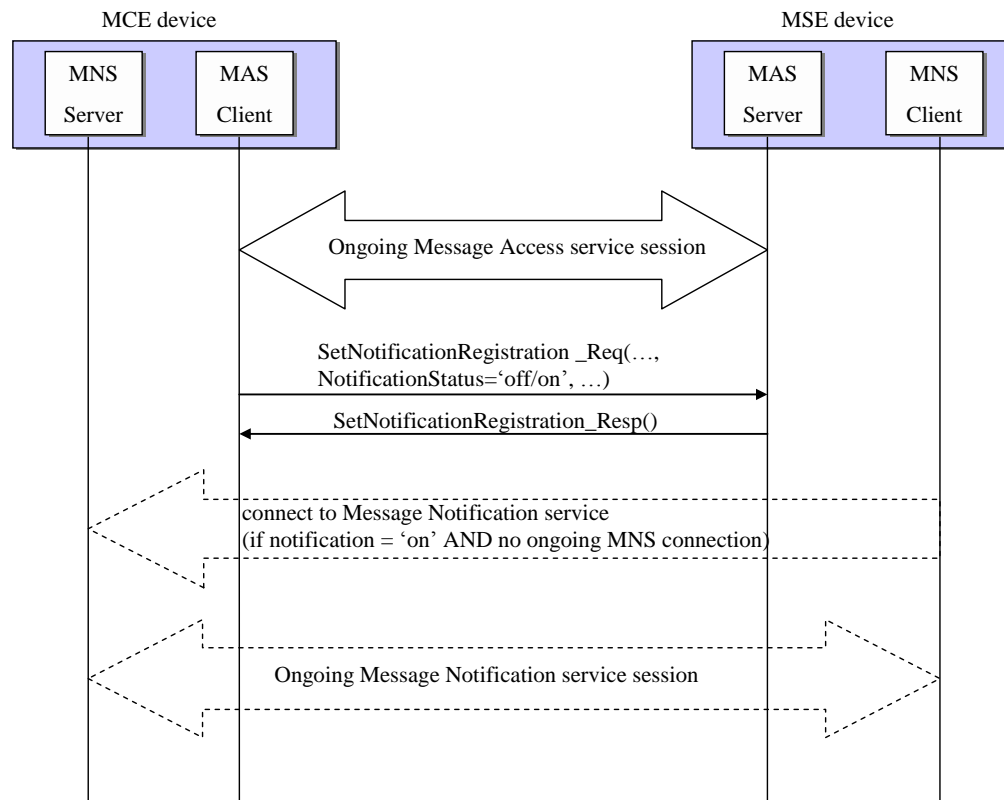 MCE device
MSE device
MNS
Server
MAS
Client
MAS
Server
MNS
Client
Ongoing Message Access service session
SetNotificationRegistration _Req(…,
NotificationStatus=‘off/on’, …)
SetNotificationRegistration_Resp()
connect to Message Notification service
(if notification = ‘on’ AND no ongoing MNS connection)
Ongoing Message Notification service session